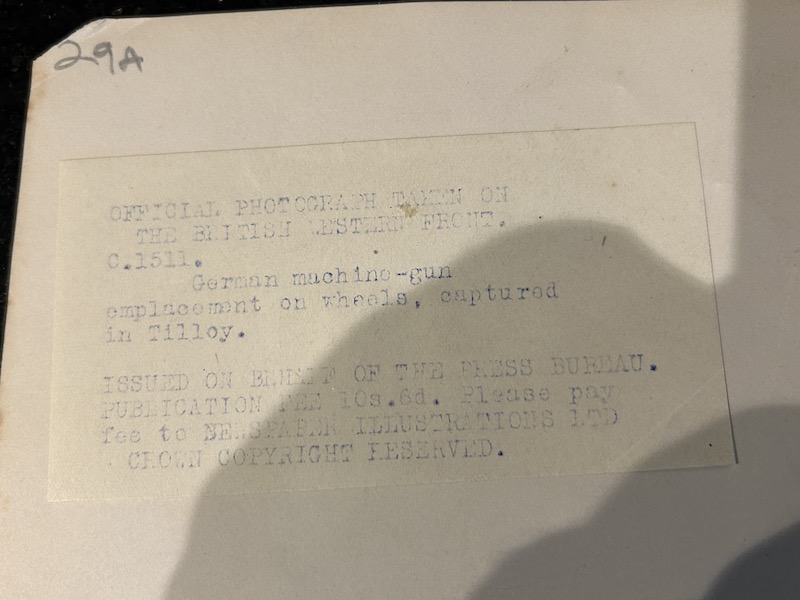 29A
OFFICIAL PHOTOGRAPH TAKEN ON
THE BRITISH WESTERN FRONT.
C.1511.
German machine-gun
emplacement on wheels, captured
in Tilloy.
ISSUED ON BEHALF OF THE PRESS BUREAU.
PUBLICATION FEE 10s.6d. Please pay
fee to NEWSPAPER ILLUSTRATIONS LTD
CROWN COPYRIGHT RESERVED.